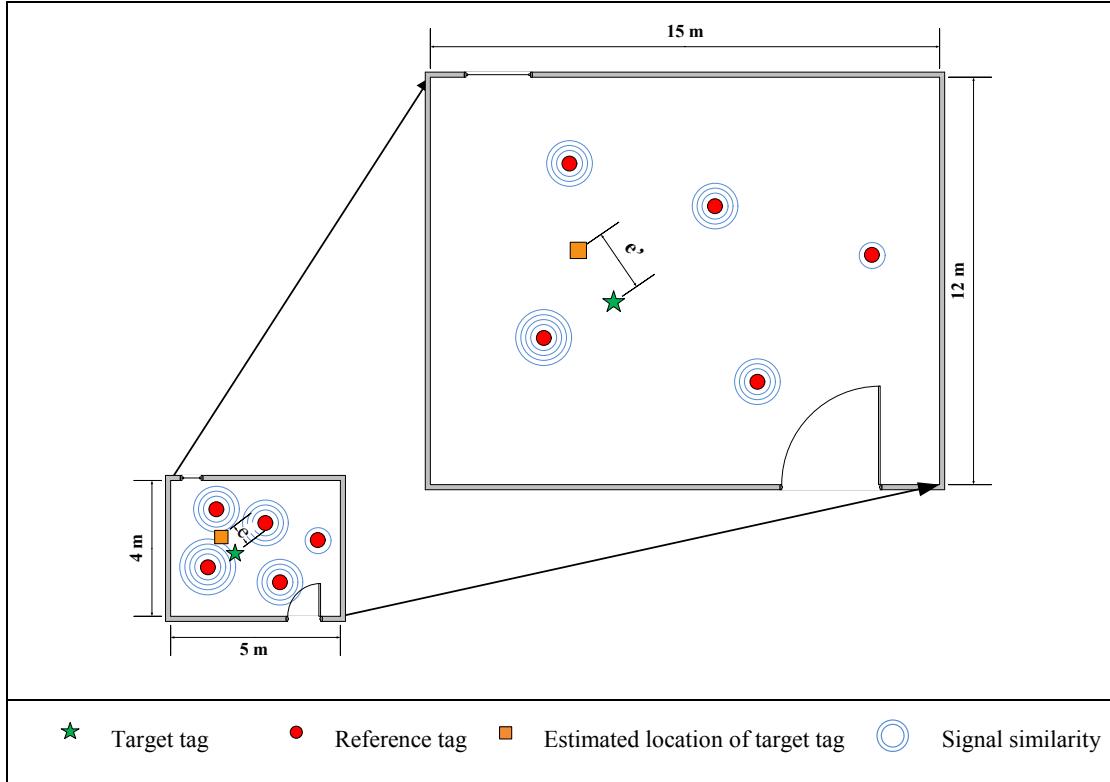 15 m
e'
12 m
e
4 m
5 m
Target tag
Reference tag
Estimated location of target tag
Signal similarity